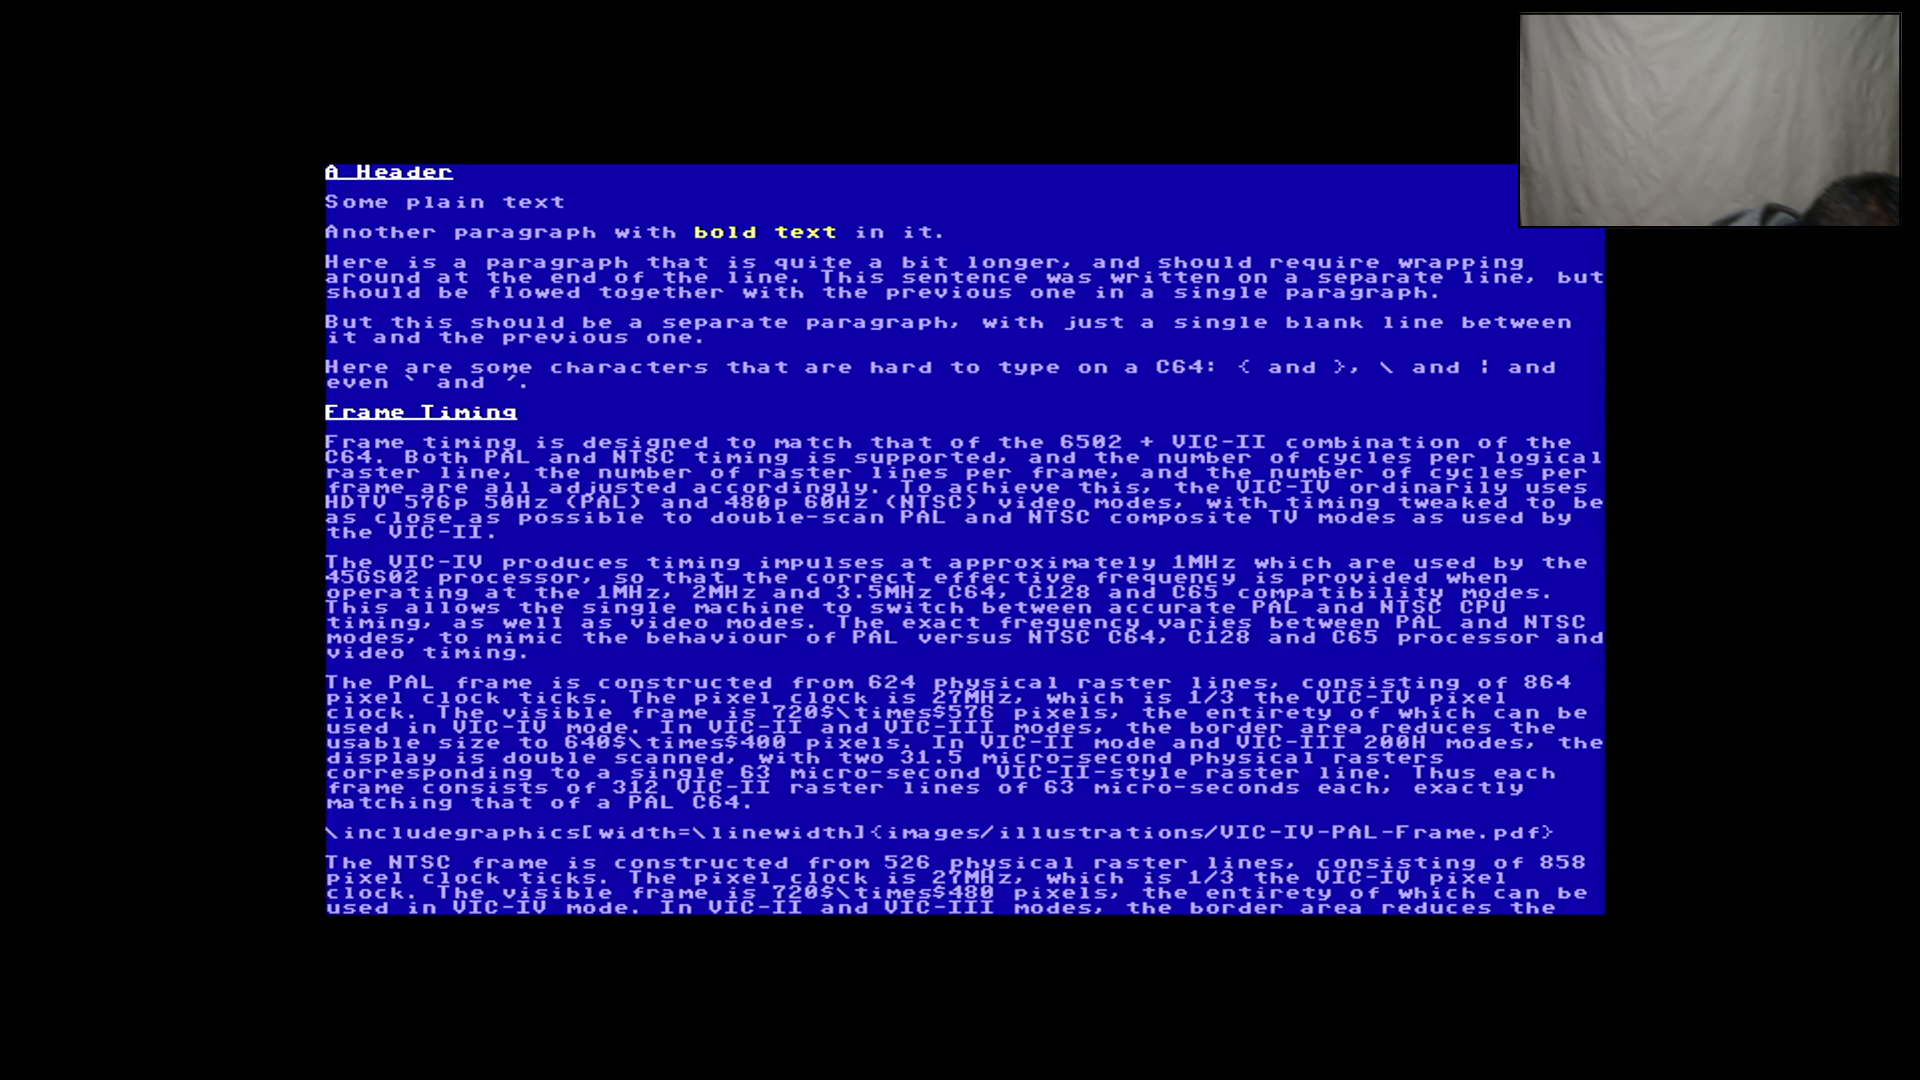 A Header
Some plain text
Another paragraph with bold text in it.
Here is a paragraph that is quite a bit longer, and should require wrapping
around at the end of the line. This sentence was written on a separate line, but
should be flowed together with the previous one in a single paragraph.
But this should be a separate paragraph, with just a single blank line between
it and the previous one.
Here are some characters that are hard to type on a C64: { and }, \ and ¦ and
even ` and ´.
Frame Timing
Frame timing is designed to match that of the 6502 + VIC-II combination of the
C64. Both PAL and NTSC timing is supported, and the number of cycles per logical
raster line, the number of raster lines per frame, and the number of cycles per
frame are all adjusted accordingly. To achieve this, the VIC-IV ordinarily uses
HDTV 576p 50Hz (PAL) and 480p 60Hz (NTSC) video modes, with timing tweaked to be
as close as possible to double-scan PAL and NTSC composite TV modes as used by
the VIC-II.
The VIC-IV produces timing impulses at approximately 1MHz which are used by the
45GS02 processor, so that the correct effective frequency is provided when
operating at the 1MHz, 2MHz and 3.5MHz C64, C128 and C65 compatibility modes.
This allows the single machine to switch between accurate PAL and NTSC CPU
timing, as well as video modes. The exact frequency varies between PAL and NTSC
modes, to mimic the behaviour of PAL versus NTSC C64, C128 and C65 processor and
video timing.
The PAL frame is constructed from 624 physical raster lines, consisting of 864
pixel clock ticks. The pixel clock is 27MHz, which is 1/3 the VIC-IV pixel
clock. The visible frame is 720$\times$576 pixels, the entirety of which can be
used in VIC-IV mode. In VIC-II and VIC-III modes, the border area reduces the
usable size to 640$\times$400 pixels. In VIC-II mode and VIC-III 200H modes, the
display is double scanned, with two 31.5 micro-second physical rasters
corresponding to a single 63 micro-second VIC-II-style raster line. Thus each
frame consists of 312 VIC-II raster lines of 63 micro-seconds each, exactly
matching that of a PAL C64.
\includegraphics[width=\linewidth]{images/illustrations/VIC-IV-PAL-Frame.pdf}
The NTSC frame is constructed from 526 physical raster lines, consisting of 858
pixel clock ticks. The pixel clock is 27MHz, which is 1/3 the VIC-IV pixel
clock. The visible frame is 720$\times$480 pixels, the entirety of which can be
used in VIC-IV mode. In VIC-II and VIC-III modes, the border area reduces the